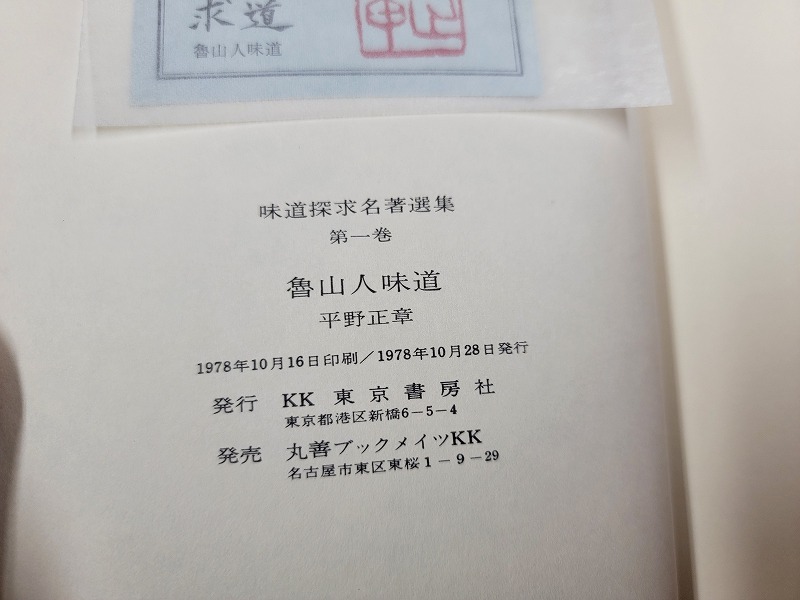 求道
魯山人味道
味道探求名著選集
第一巻
魯山人味道
平野正章
1978年10月16日印刷／1978年10月28日発行
発行 KK 東京書房社
東京都港区新橋6－5－4
発売 丸善ブックメイツKK
名古屋市東区東桜1－9－29